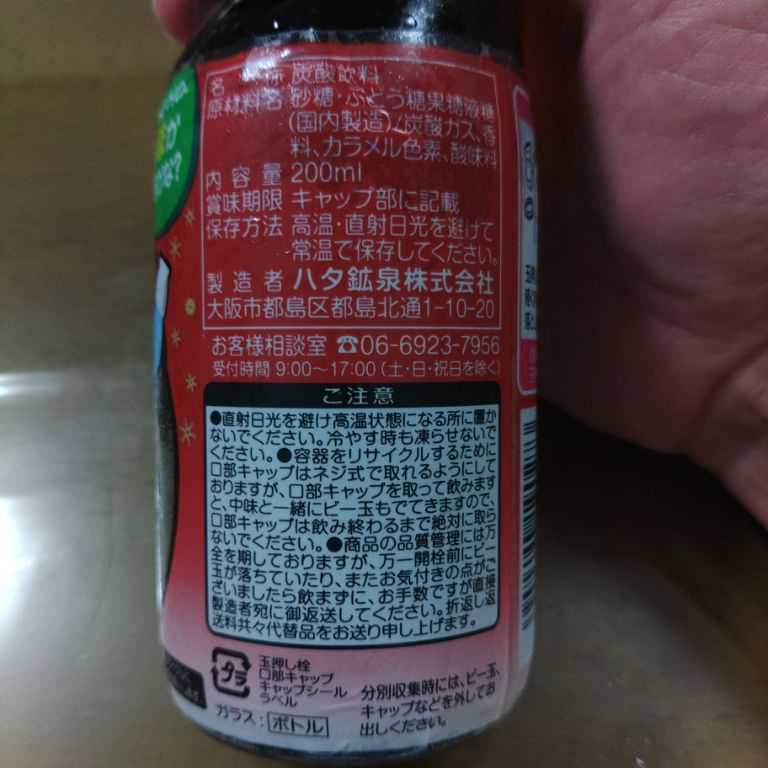 名 称 炭酸飲料
原材料名 砂糖・ぶどう糖果糖液糖
(国内製造)/炭酸ガス、香
料、カラメル色素、酸味料
内容量 200ml
賞味期限 キャップ部に記載
保存方法 高温・直射日光を避けて
常温で保存してください。
製造者 ハタ鉱泉株式会社
大阪市都島区都島北通1-10-20
お客様相談室 ☎06-6923-7956
受付時間 9:00〜17:00 (土・日・祝日を除く)
ご注意
●直射日光を避け高温状態になる所に置か
ないでください。冷やす時も凍らせないで
ください。●容器をリサイクルするために
口部キャップはネジ式で取れるようにして
おりますが、口部キャップを取って飲みます
と、中味と一緒にビー玉もでてきますので、
口部キャップは飲み終わるまで絶対に取ら
ないでください。●商品の品質管理には万
全を期しておりますが、万一開栓前にビー
玉が落ちていたり、またお気付きの点がご
ざいましたら飲まずに、お手数ですが直接
製造者宛に御返送してください。折返し返
送料共々代替品をお送り申し上げます。
プラ
玉押し栓
口部キャップ
キャップシール
ラベル
ガラス:ボトル
分別収集時には、ビー玉、
キャップなどを外してお
出しください。